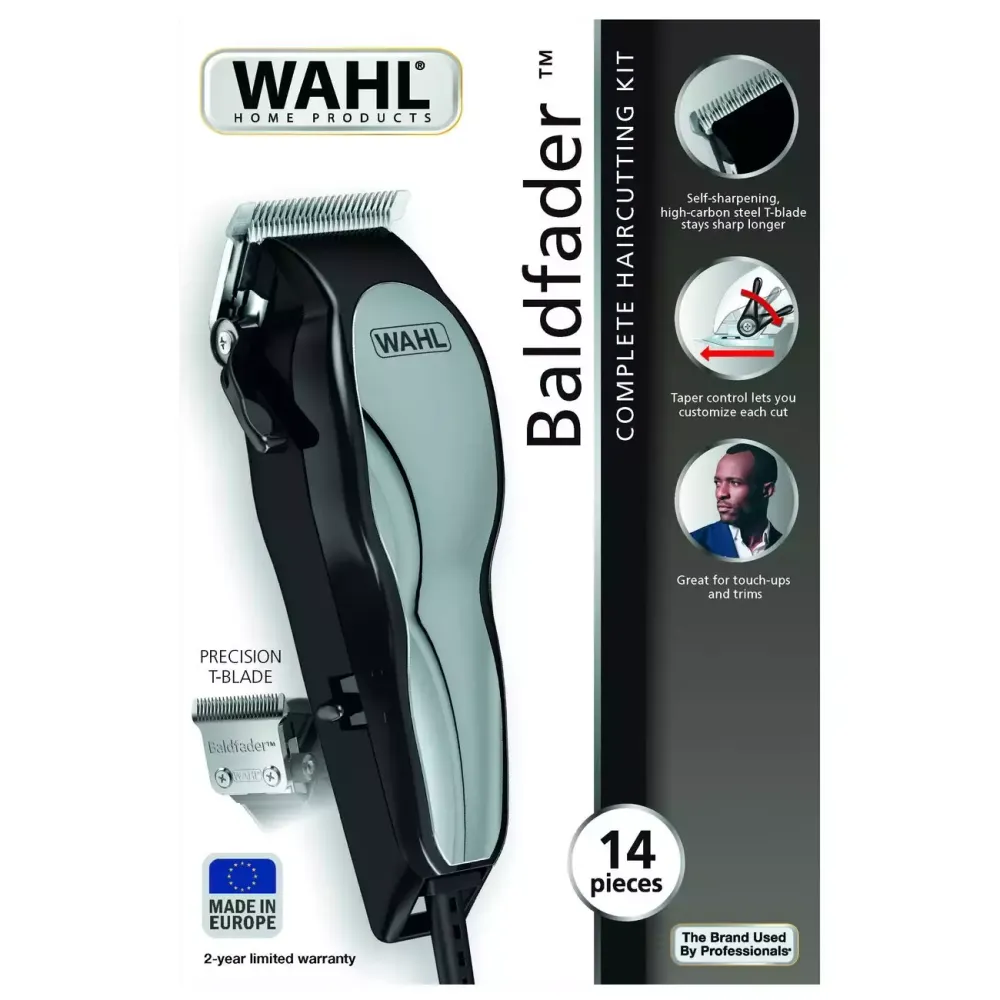 WAHL®
HOME PRODUCTS
WAHL
PRECISION
T-BLADE
Baldfader™
WAHL
MADE IN
EUROPE
2-year limited warranty
Baldfader™
COMPLETE HAIRCUTTING KIT
Self-sharpening,
high-carbon steel T-blade
stays sharp longer
Taper control lets you
customize each cut
Great for touch-ups
and trims
14
pieces
The Brand Used
By Professionals®